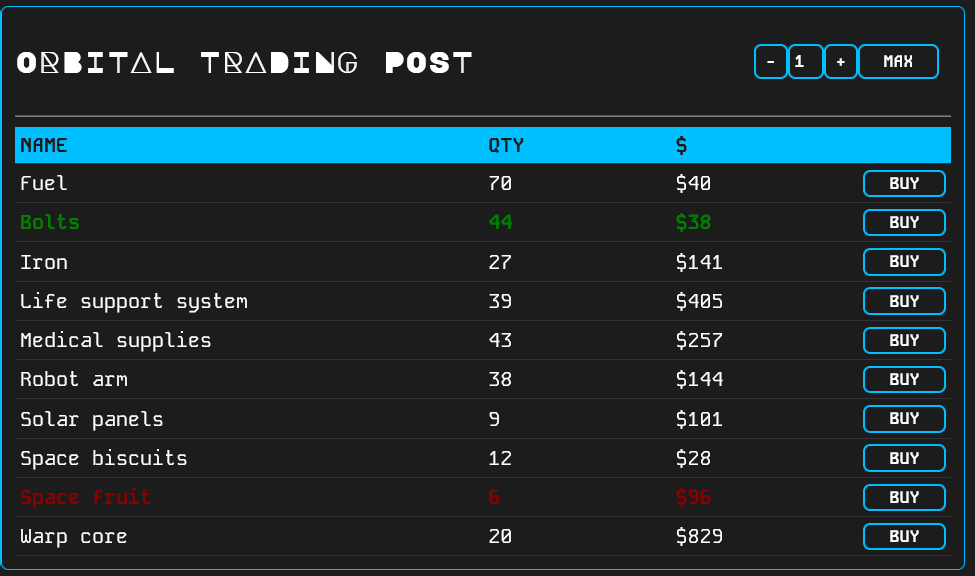 ORBITAL TRADING POST - 1 + MAX
NAME QTY $
Fuel 70 $40 BUY
Bolts 44 $38 BUY
Iron 27 $141 BUY
Life support system 39 $405 BUY
Medical supplies 43 $257 BUY
Robot arm 38 $144 BUY
Solar panels 9 $101 BUY
Space biscuits 12 $28 BUY
Space fruit 6 $96 BUY
Warp core 20 $829 BUY